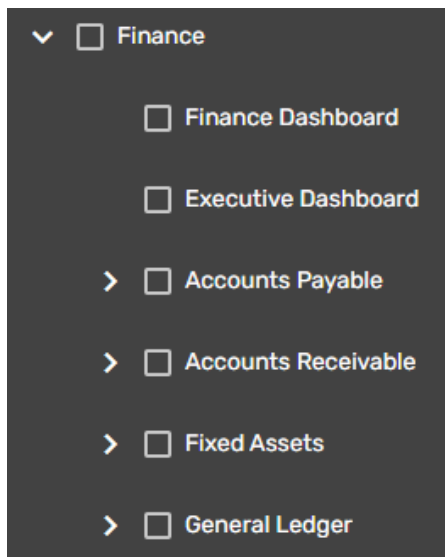 Finance
Finance Dashboard
Executive Dashboard
Accounts Payable
Accounts Receivable
Fixed Assets
General Ledger